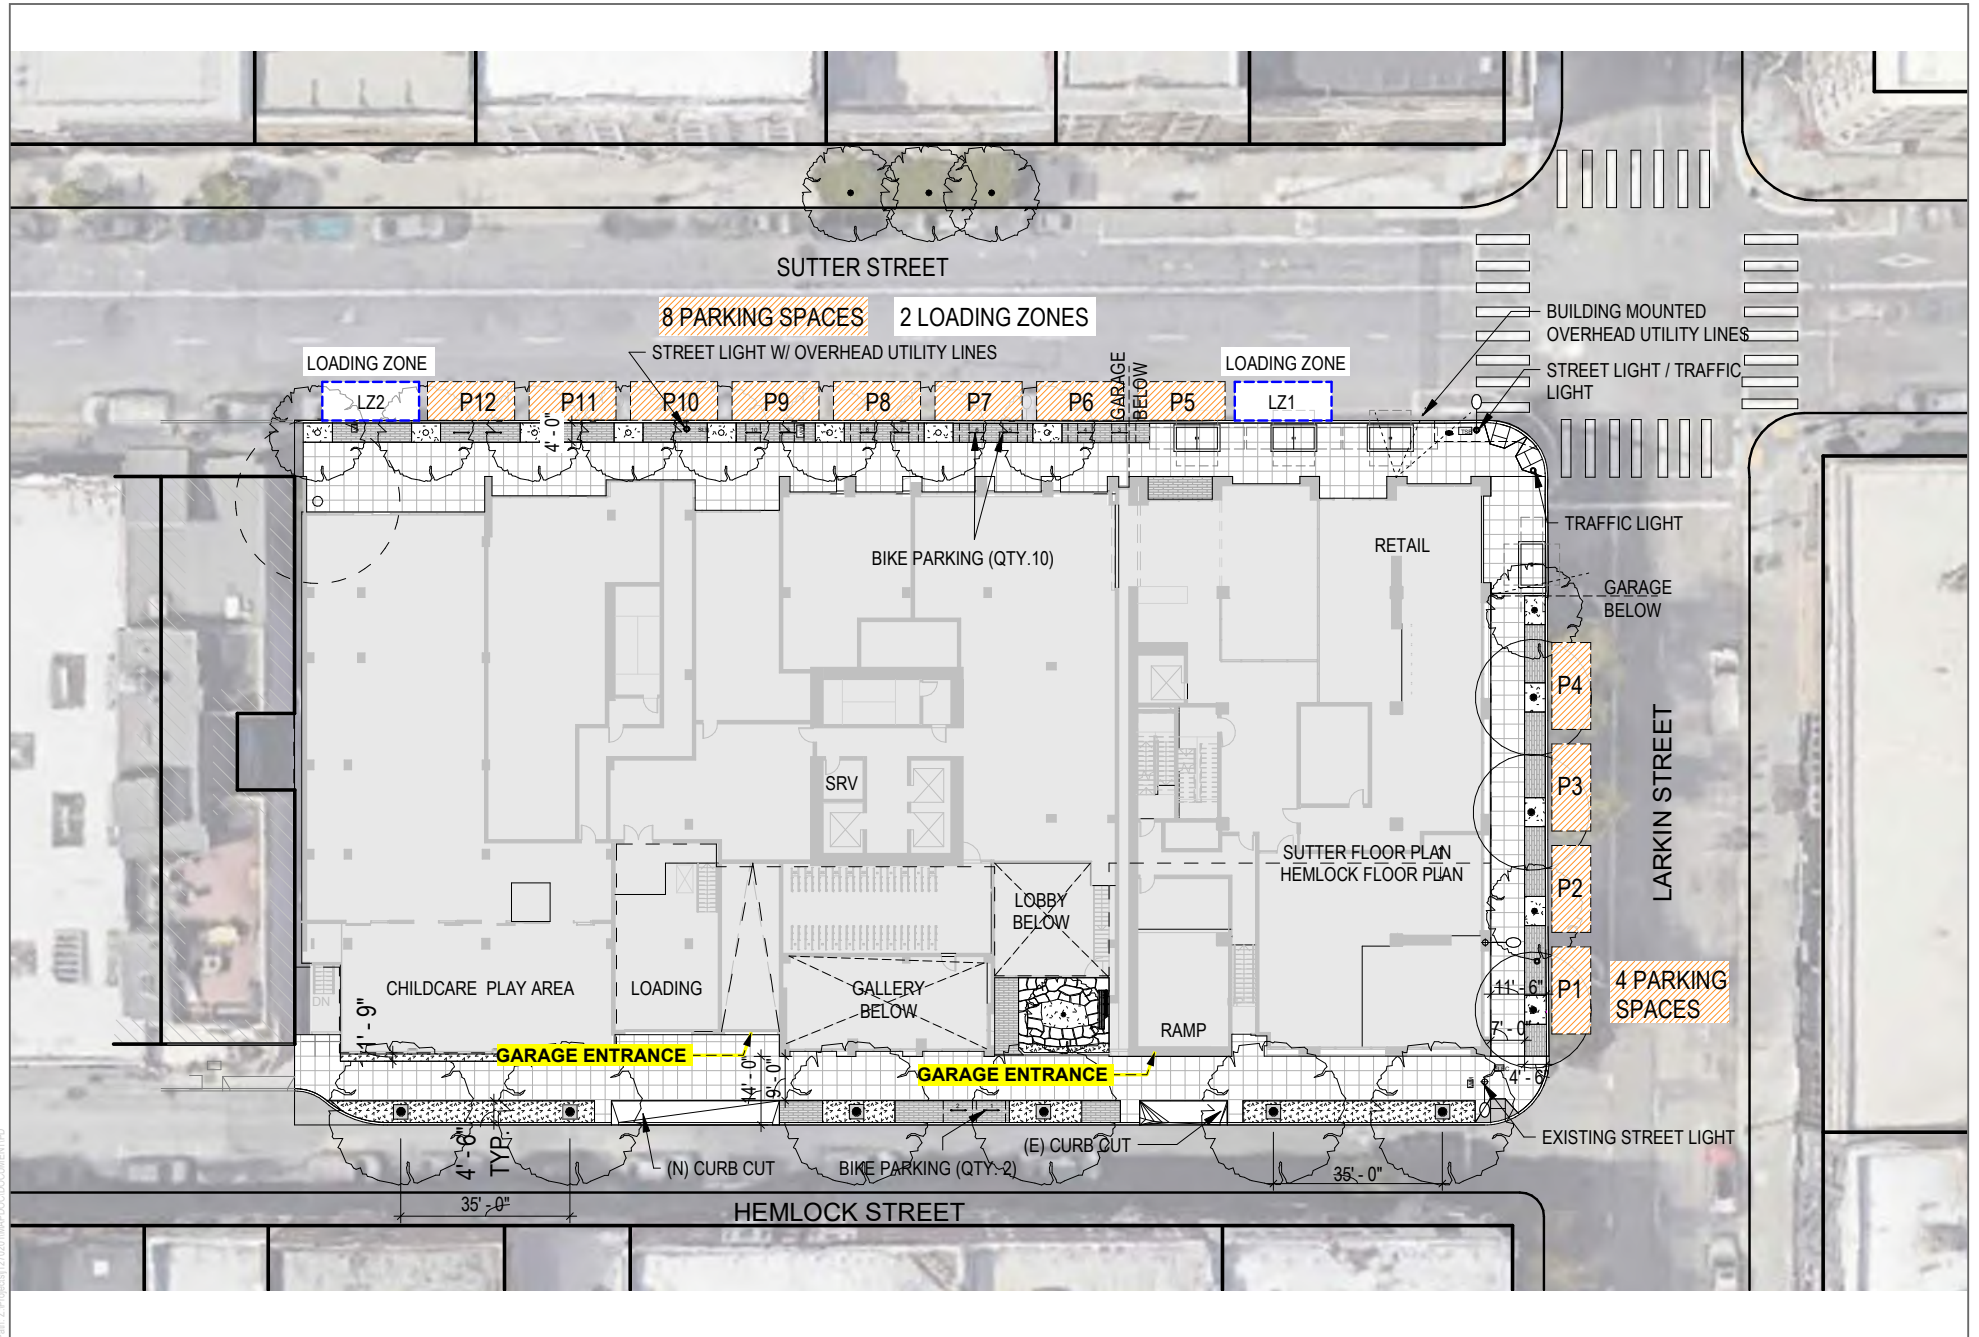 SUTTER STREET
8 PARKING SPACES
2 LOADING ZONES
BUILDING MOUNTED
OVERHEAD UTILITY LINES
STREET LIGHT W/ OVERHEAD UTILITY LINES
LOADING ZONE
GARAGE
BELOW
LOADING ZONE
STREET LIGHT / TRAFFIC
LIGHT
LZ2
P12
P11
P10
P9
P8
P7
P6
P5
LZ1
4'-0"
TRAFFIC LIGHT
BIKE PARKING (QTY.10)
RETAIL
GARAGE
BELOW
P4
P3
P2
P1
LARKIN STREET
SRV
SUTTER FLOOR PLAN
HEMLOCK FLOOR PLAN
LOBBY
BELOW
CHILDCARE PLAY AREA
LOADING
GALLERY
BELOW
DN
11'-6"
4 PARKING
SPACES
1'-9"
RAMP
7'-0"
GARAGE ENTRANCE
GARAGE ENTRANCE
14'-0"
9'-0"
4'-6"
EXISTING STREET LIGHT
4'-6"
TYP.
(N) CURB CUT
BIKE PARKING (QTY. 2)
(E) CURB CUT
35'-0"
35'-0"
HEMLOCK STREET